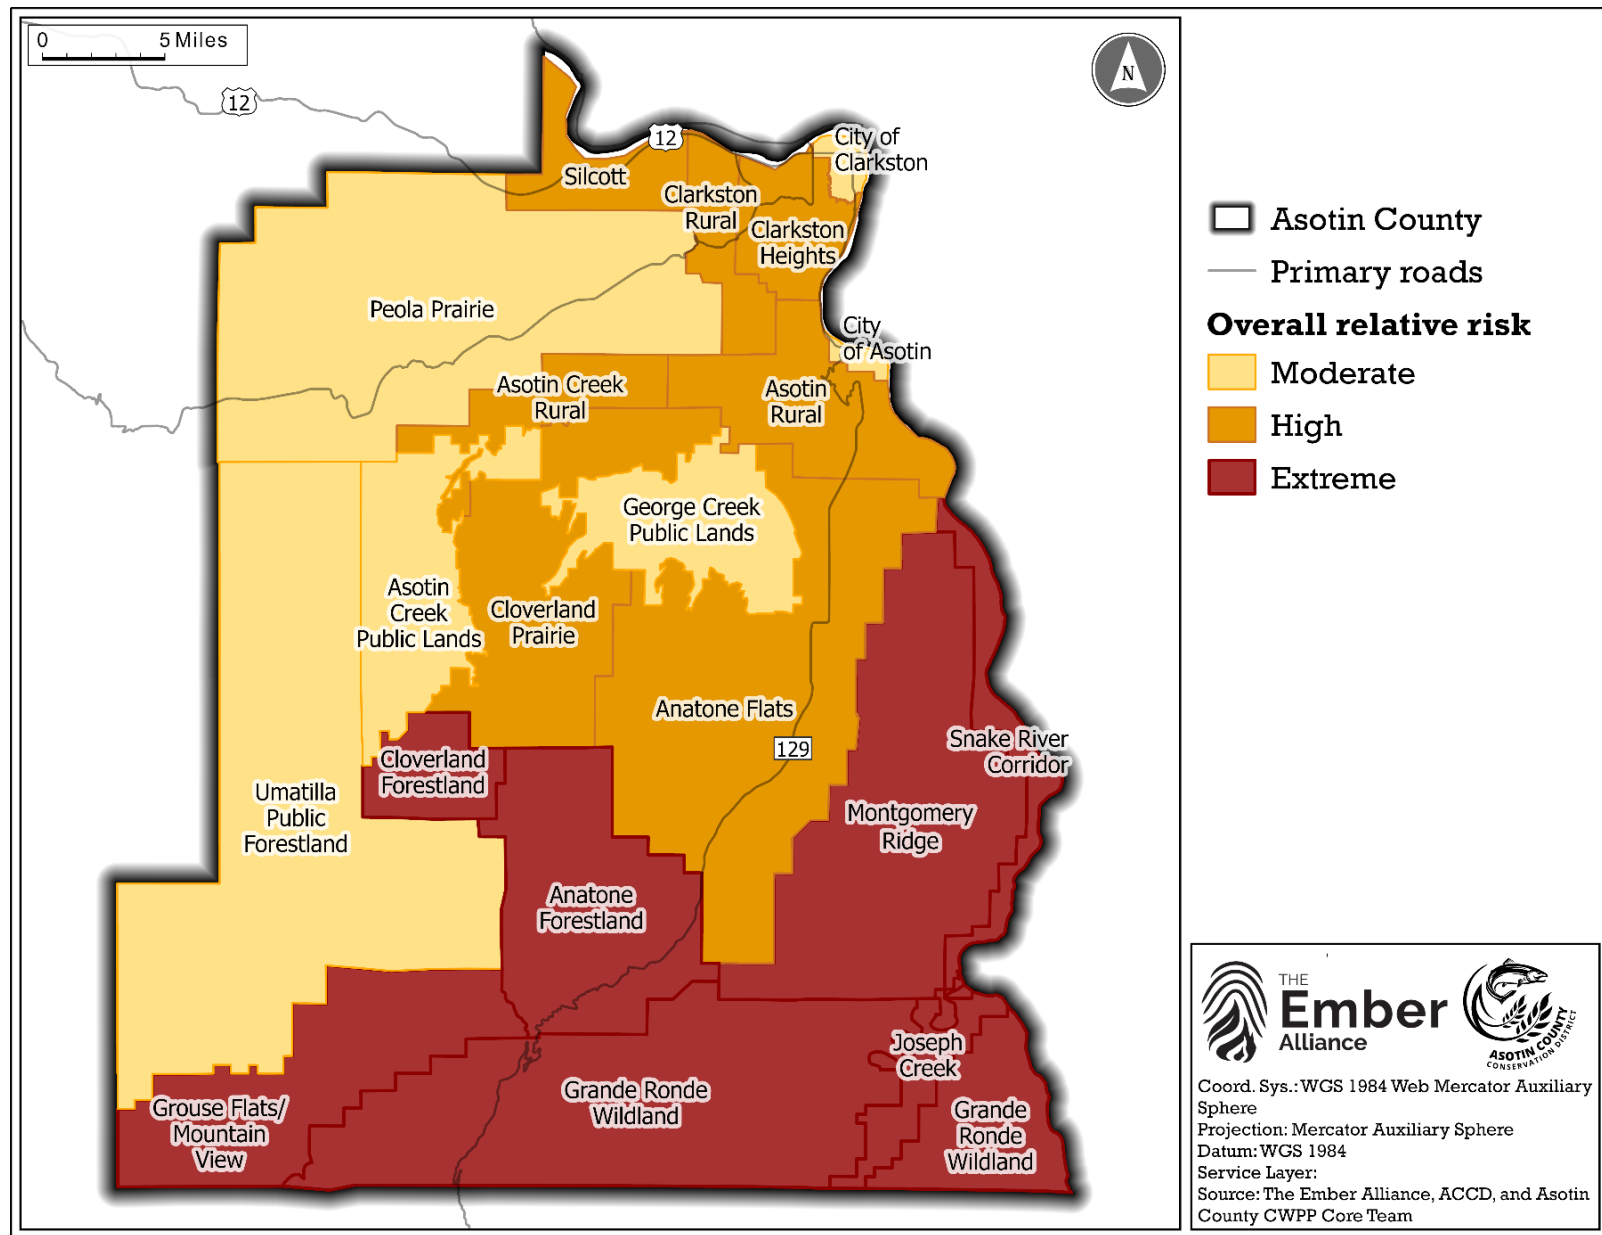 0 5 Miles
N
12
12
City of
Clarkston
Silcott
Clarkston
Rural
Clarkston
Heights
Peola Prairie
City
of Asotin
Asotin Creek
Rural
Asotin
Rural
George Creek
Public Lands
Asotin
Creek
Public Lands
Cloverland
Prairie
Anatone Flats
129
Snake River
Corridor
Cloverland
Forestland
Umatilla
Public
Forestland
Montgomery
Ridge
Anatone
Forestland
Joseph
Creek
Grande Ronde
Wildland
Grouse Flats/
Mountain
View
Grande
Ronde
Wildland
Asotin County
Primary roads
Overall relative risk
Moderate
High
Extreme
THE
Ember
Alliance
ASOTIN COUNTY
CONSERVATION DISTRICT
Coord. Sys.: WGS 1984 Web Mercator Auxiliary
Sphere
Projection: Mercator Auxiliary Sphere
Datum: WGS 1984
Service Layer:
Source: The Ember Alliance, ACCD, and Asotin
County CWPP Core Team